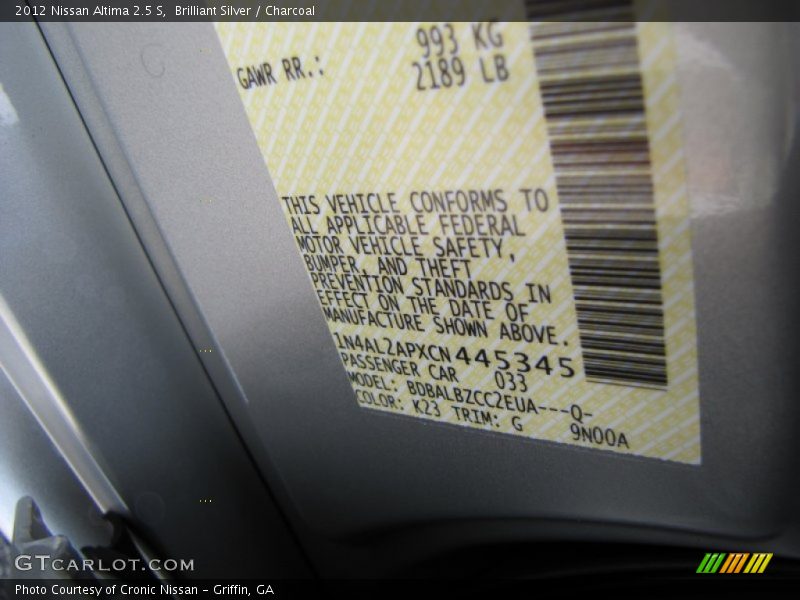 2012 Nissan Altima 2.5 S, Brilliant Silver / Charcoal
993 KG
GAWR RR.: 2189 LB
THIS VEHICLE CONFORMS TO
ALL APPLICABLE FEDERAL
MOTOR VEHICLE SAFETY,
BUMPER, AND THEFT
PREVENTION STANDARDS IN
EFFECT ON THE DATE OF
MANUFACTURE SHOWN ABOVE.
1N4AL2APXCN445345
PASSENGER CAR 033
MODEL: BDBALBZCC2EUA---Q-
COLOR: K23 TRIM: G 9N00A
GTCARLOT.COM
Photo Courtesy of Cronic Nissan - Griffin, GA